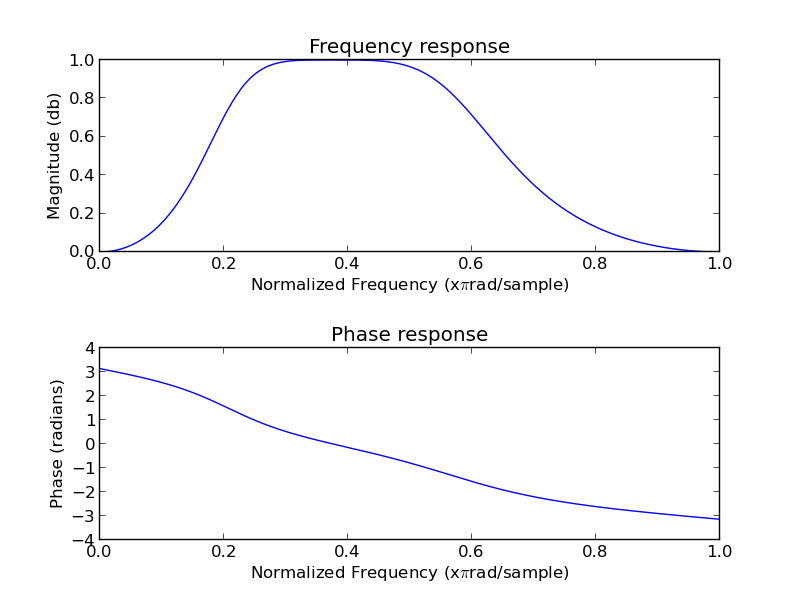 Frequency response
Magnitude (db)
1.0
0.8
0.6
0.4
0.2
0.0
0.0 0.2 0.4 0.6 0.8 1.0
Normalized Frequency (xπrad/sample)
Phase response
Phase (radians)
4
3
2
1
0
−1
−2
−3
−4
0.0 0.2 0.4 0.6 0.8 1.0
Normalized Frequency (xπrad/sample)